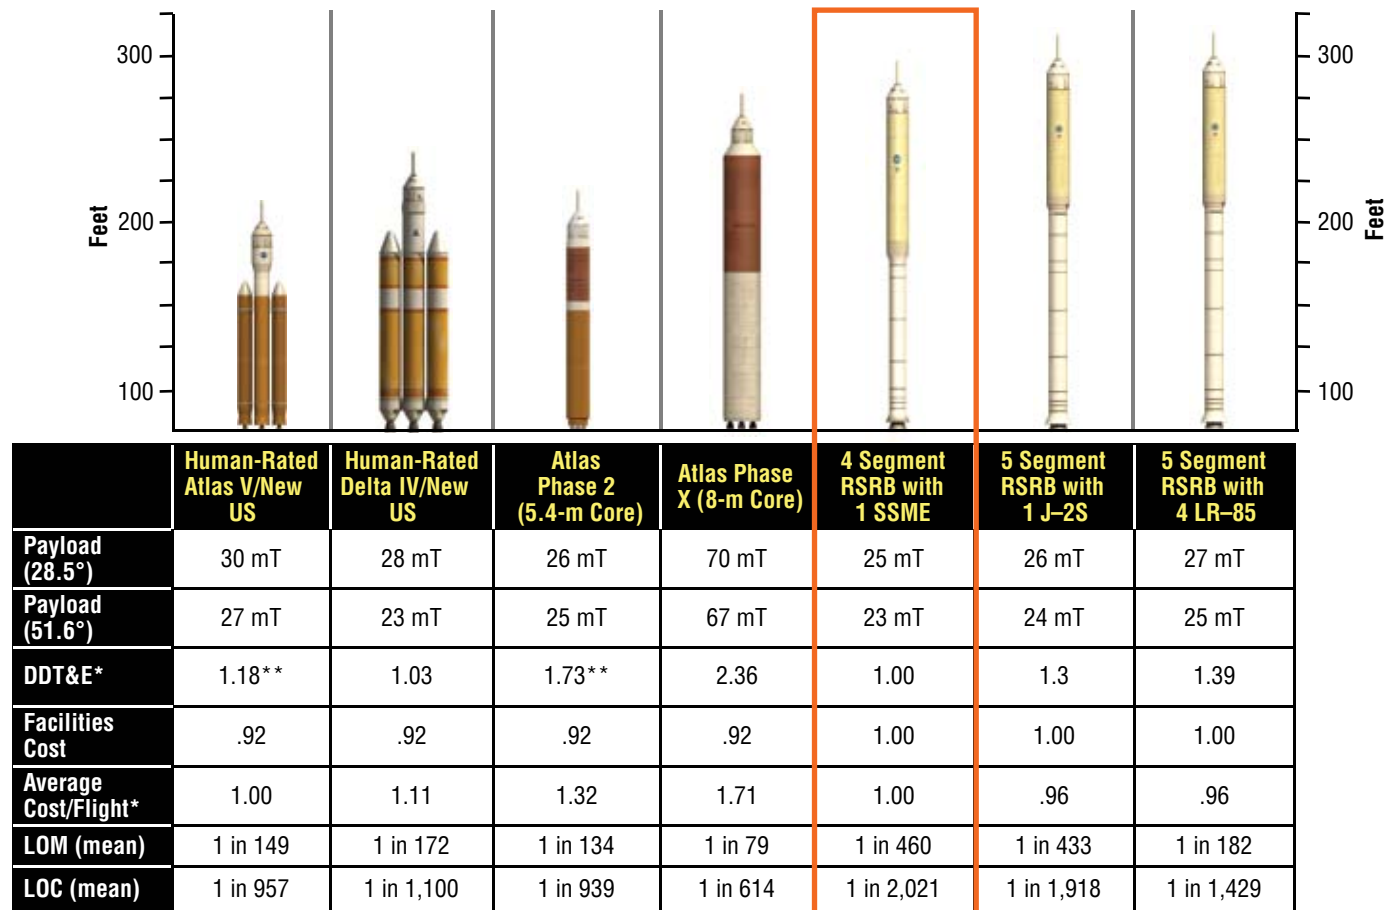 300
200
100
Feet
300
200
100
Feet
Human-Rated
Atlas V/New
US
Human-Rated
Delta IV/New
US
Atlas
Phase 2
(5.4-m Core)
Atlas Phase
X (8-m Core)
4 Segment
RSRB with
1 SSME
5 Segment
RSRB with
1 J–2S
5 Segment
RSRB with
4 LR–85
Payload
(28.5°)
30 mT
28 mT
26 mT
70 mT
25 mT
26 mT
27 mT
Payload
(51.6°)
27 mT
23 mT
25 mT
67 mT
23 mT
24 mT
25 mT
DDT&E*
1.18**
1.03
1.73**
2.36
1.00
1.3
1.39
Facilities
Cost
.92
.92
.92
.92
1.00
1.00
1.00
Average
Cost/Flight*
1.00
1.11
1.32
1.71
1.00
.96
.96
LOM (mean)
1 in 149
1 in 172
1 in 134
1 in 79
1 in 460
1 in 433
1 in 182
LOC (mean)
1 in 957
1 in 1,100
1 in 939
1 in 614
1 in 2,021
1 in 1,918
1 in 1,429